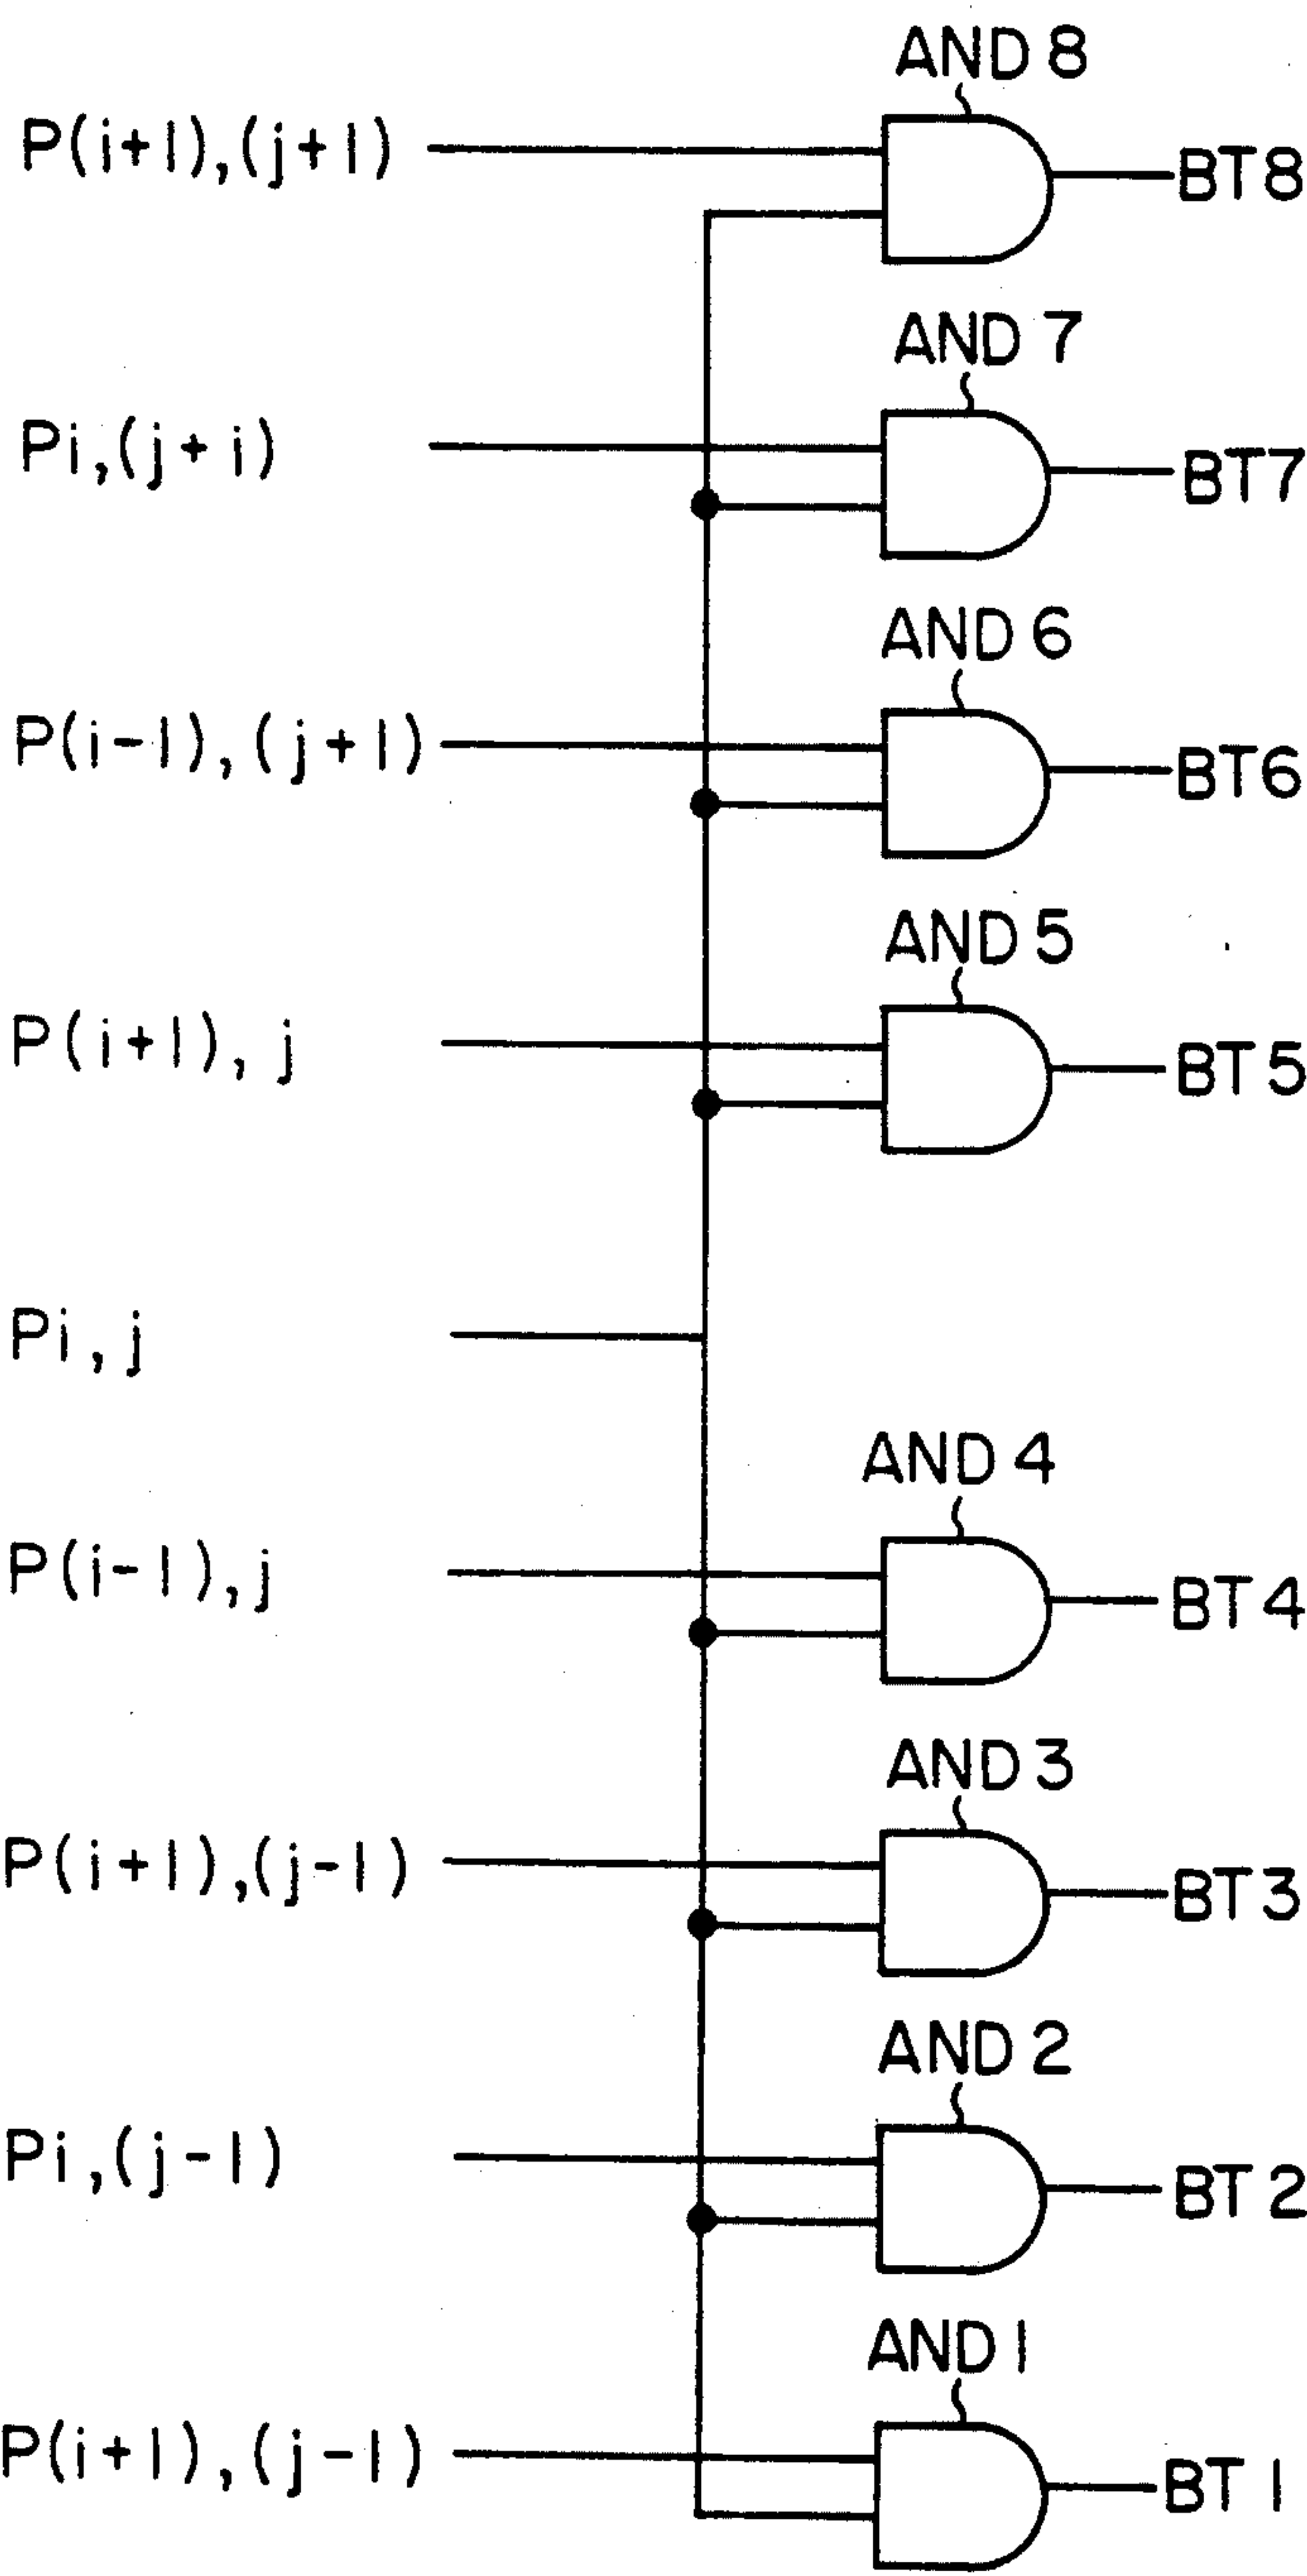 AND 8
P(i+1),(j+1)
BT8
AND 7
Pi,(j+i)
BT7
AND 6
P(i-1),(j+1)
BT6
AND 5
P(i+1),j
BT5
Pi,j
AND 4
P(i-1),j
BT4
AND 3
P(i+1),(j-1)
BT3
AND 2
Pi,(j-1)
BT2
AND 1
P(i+1),(j-1)
BT1